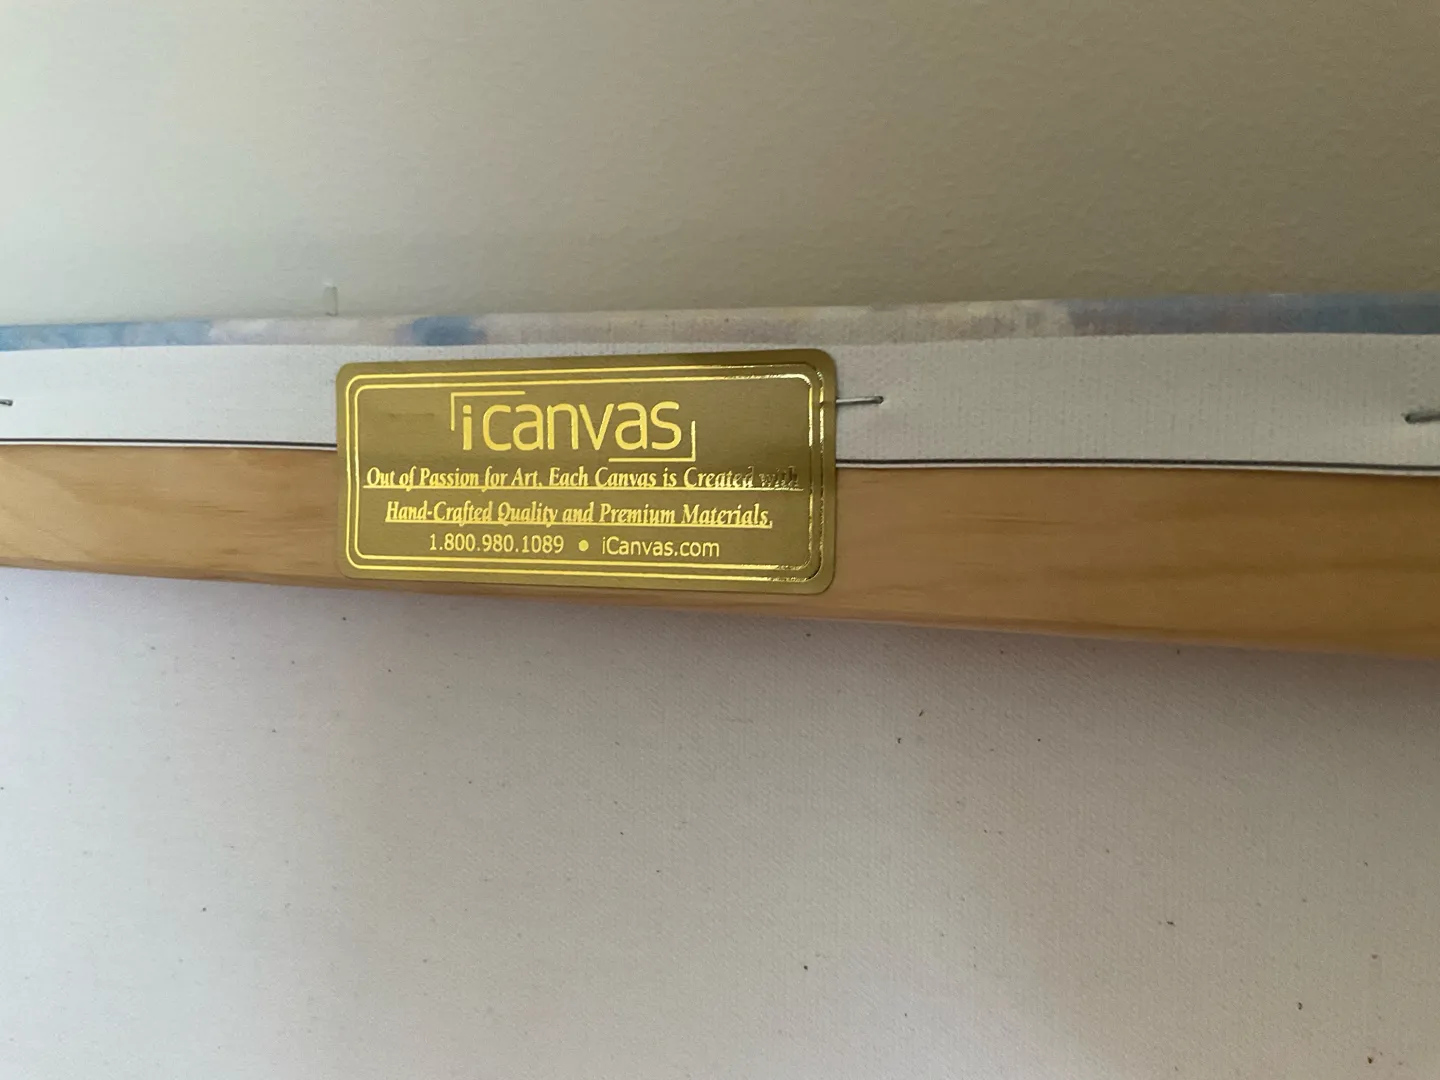 icanvas
Out of Passion for Art, Each Canvas is Created with
Hand-Crafted Quality and Premium Materials.
1.800.980.1089 • iCanvas.com